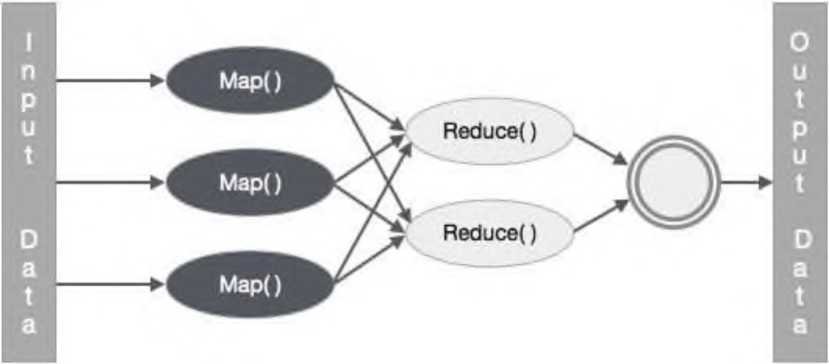 Input Data
Map( )
Map( )
Map( )
Reduce( )
Reduce( )
Output Data